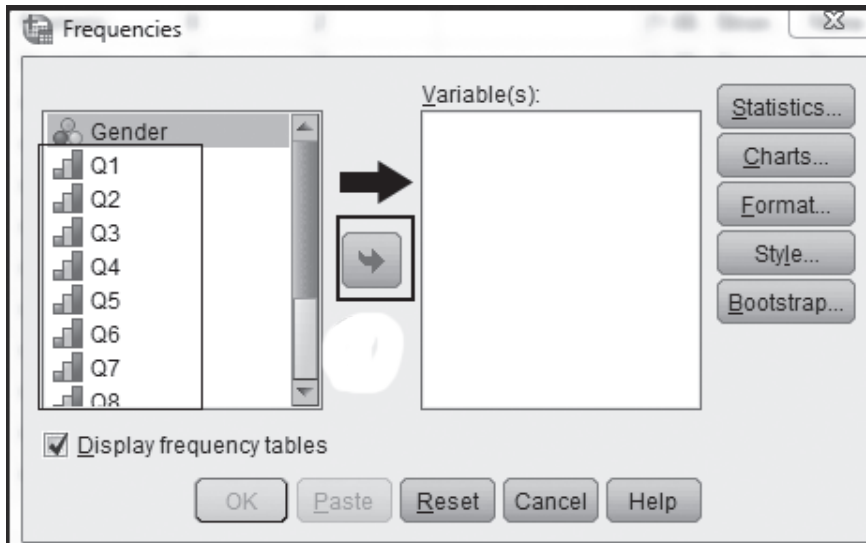 Frequencies
Variable(s):
Gender
Q1
Q2
Q3
Q4
Q5
Q6
Q7
Q8
Statistics...
Charts...
Format...
Style...
Bootstrap...
Display frequency tables
OK Paste Reset Cancel Help